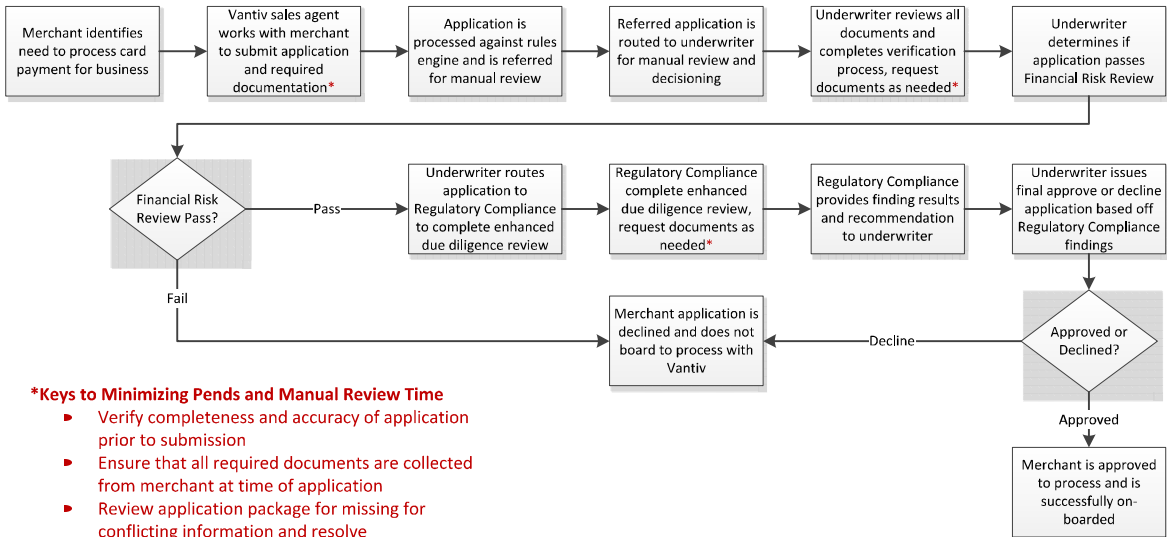 Merchant identifies
need to process card
payment for business
Vantiv sales agent
works with merchant
to submit application
and required
documentation*
Application is
processed against rules
engine and is referred
for manual review
Referred application is
routed to underwriter
for manual review and
decisioning
Underwriter reviews all
documents and
completes verification
process, request
documents as needed*
Underwriter
determines if
application passes
Financial Risk Review
Financial Risk
Review Pass?
Pass
Underwriter routes
application to
Regulatory Compliance
to complete enhanced
due diligence review
Regulatory Compliance
complete enhanced
due diligence review,
request documents as
needed*
Regulatory Compliance
provides finding results
and recommendation
to underwriter
Underwriter issues
final approve or decline
application based off
Regulatory Compliance
findings
Fail
Merchant application is
declined and does not
board to process with
Vantiv
Decline
Approved or
Declined?
Approved
Merchant is approved
to process and is
successfully on-
boarded
*Keys to Minimizing Pends and Manual Review Time
Verify completeness and accuracy of application
prior to submission
Ensure that all required documents are collected
from merchant at time of application
Review application package for missing for
conflicting information and resolve